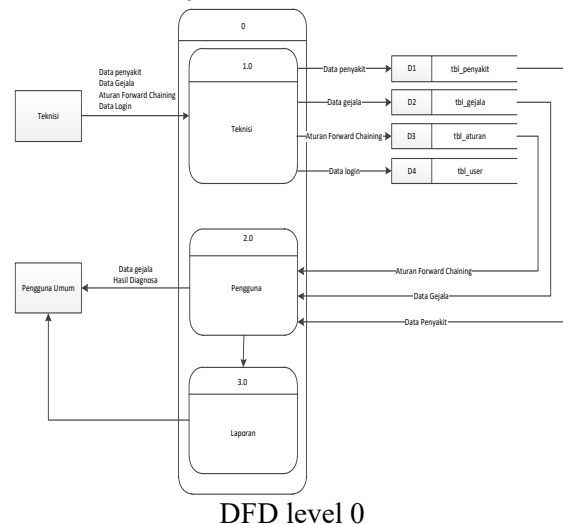 0
1.0
Teknisi
Data penyakit
Data Gejala
Aturan Forward Chaining
Data Login
Teknisi
Data penyakit
D1 tbl_penyakit
Data gejala
D2 tbl_gejala
Aturan Forward Chaining
D3 tbl_aturan
Data login
D4 tbl_user
2.0
Pengguna
Pengguna Umum
Data gejala
Hasil Diagnosa
Aturan Forward Chaining
Data Gejala
Data Penyakit
3.0
Laporan
DFD level 0